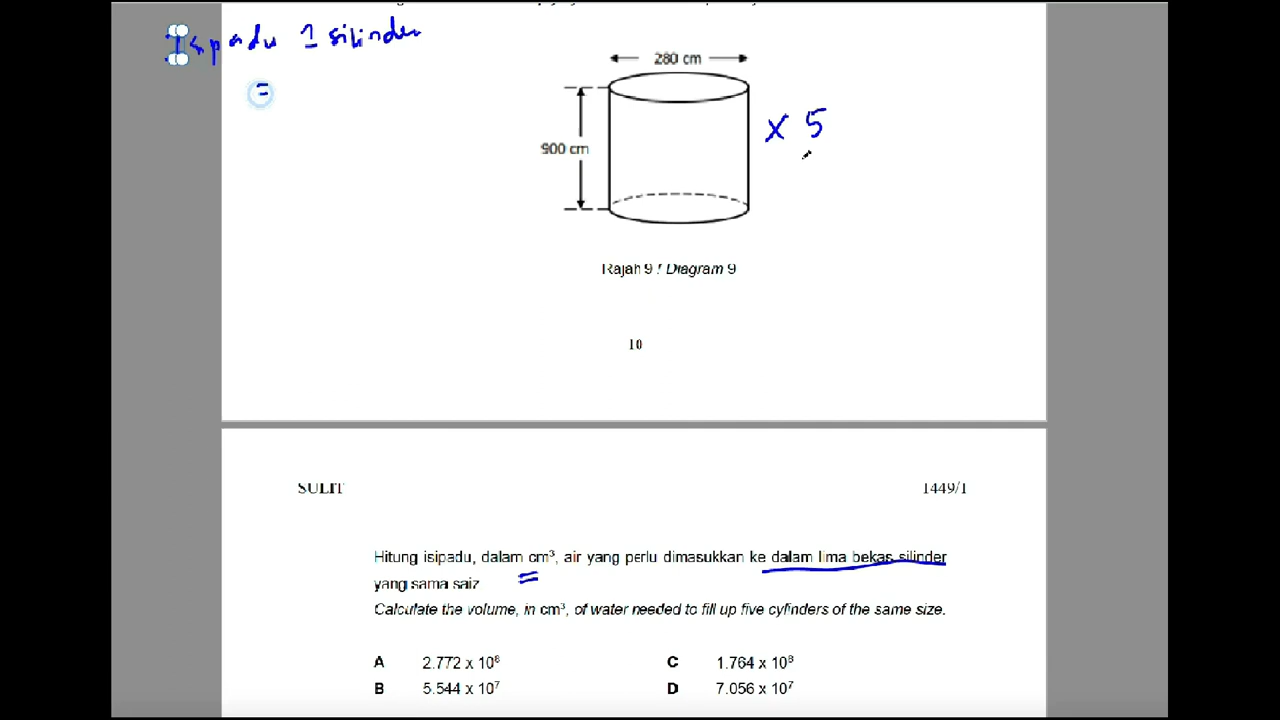 Isipadu 1 silinder
=
280 cm
900 cm
x 5
Rajah 9 / Diagram 9
10
SULIT 1449/1
Hitung isipadu, dalam cm³, air yang perlu dimasukkan ke dalam lima bekas silinder
yang sama saiz
Calculate the volume, in cm³, of water needed to fill up five cylinders of the same size.
A 2.772 x 10⁸ C 1.764 x 10⁸
B 5.544 x 10⁷ D 7.056 x 10⁷